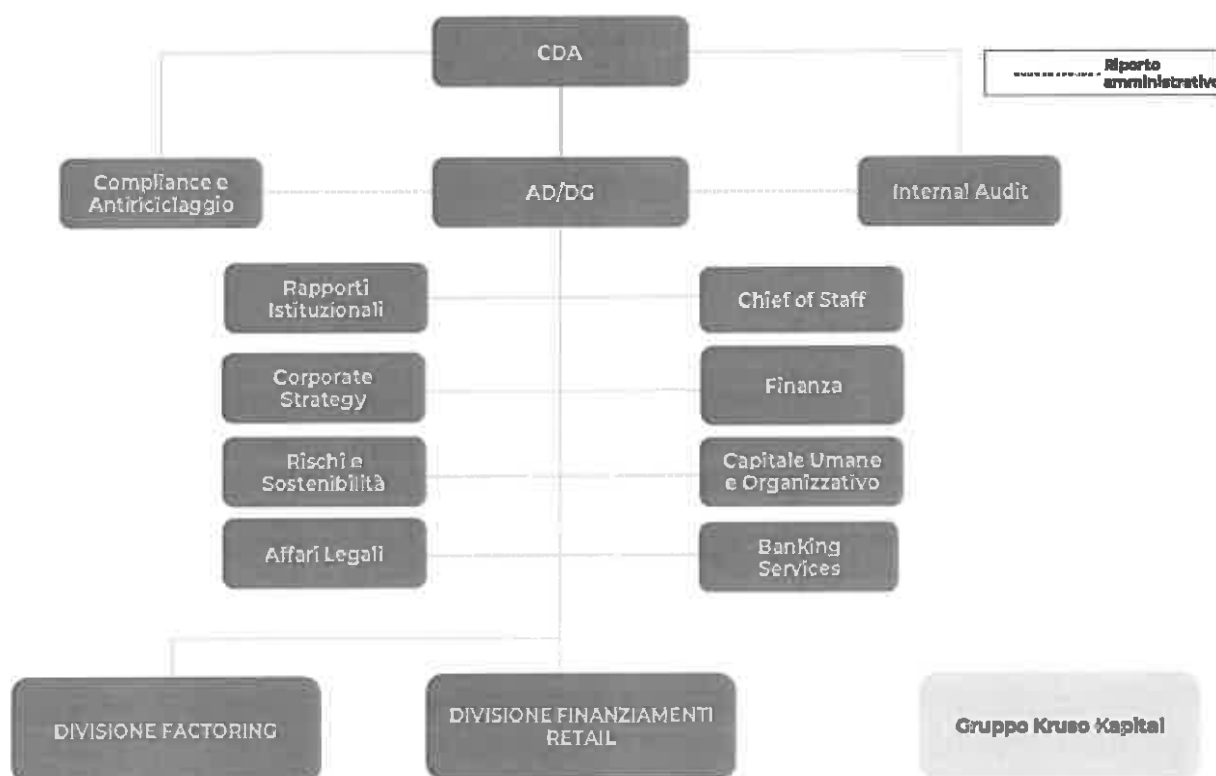 CDA
Riporto
amministrativo
Compliance e
Antiriciclaggio
AD/DG
Internal Audit
Rapporti
Istituzionali
Chief of Staff
Corporate
Strategy
Finanza
Rischi e
Sostenibilità
Capitale Umane
e Organizzativo
Affari Legali
Banking
Services
DIVISIONE FACTORING
DIVISIONE FINANZIAMENTI
RETAIL
Gruppo Kruso Kapital